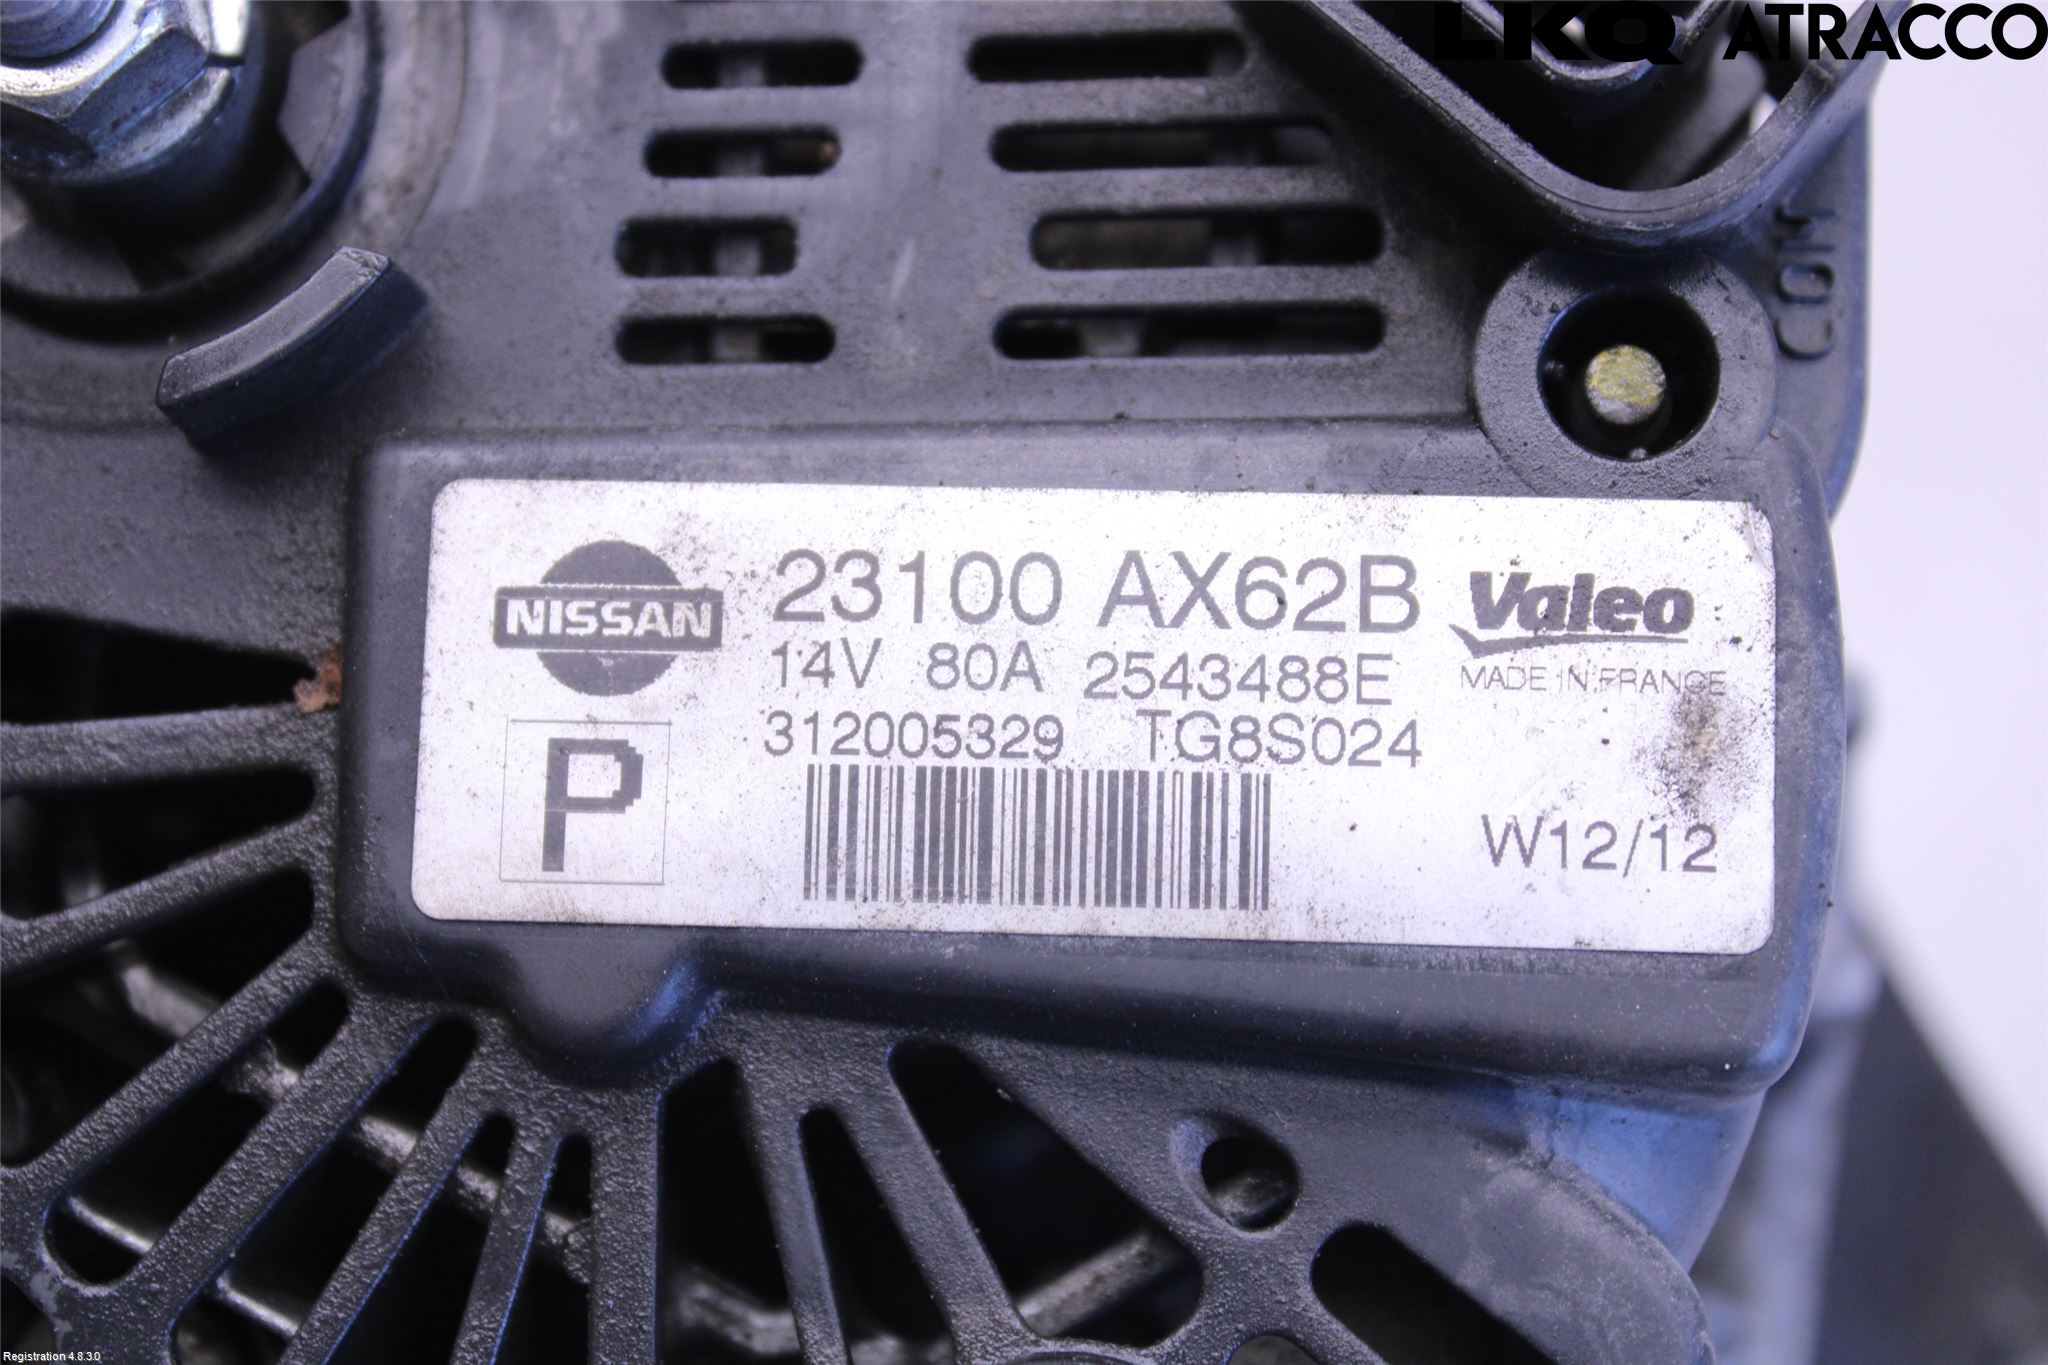 LKQ ATRACCO
COM
NISSAN
23100 AX62B
Valeo
14V 80A 2543488E
MADE IN FRANCE
312005329 TG8S024
P
W12/12
Registration 4.8.3.0